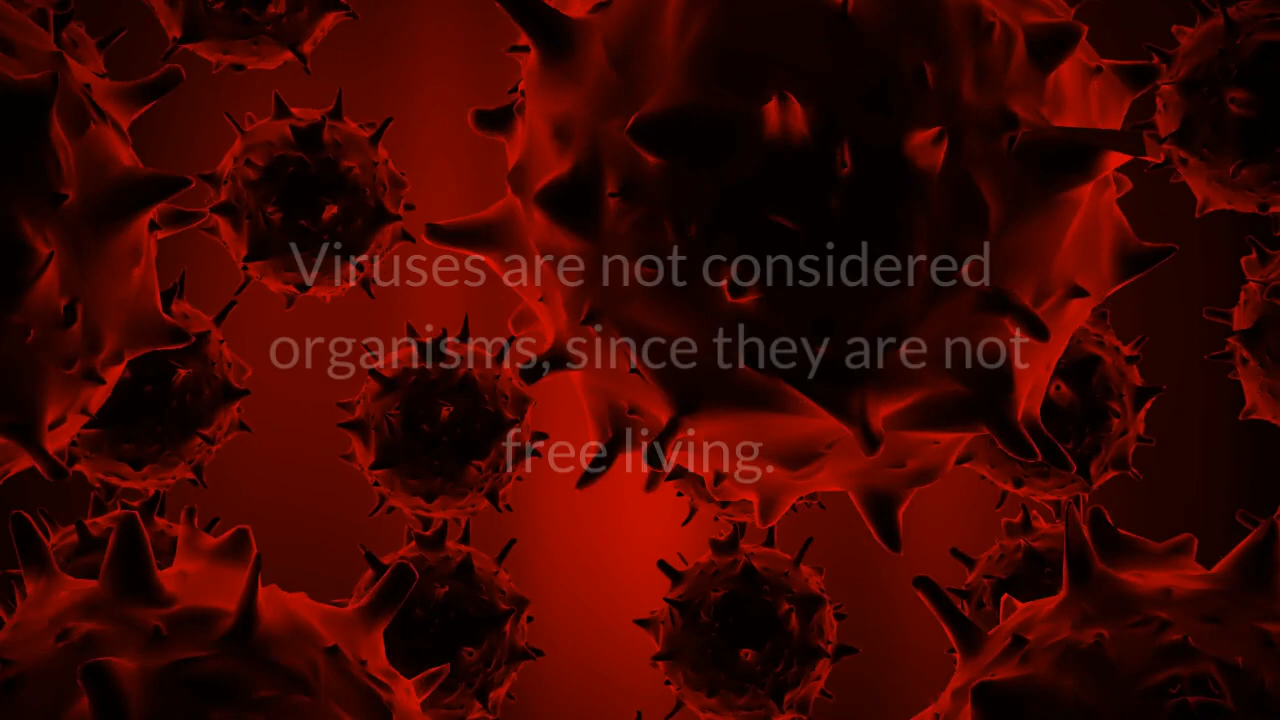 Viruses are not considered
organisms, since they are not
free living.